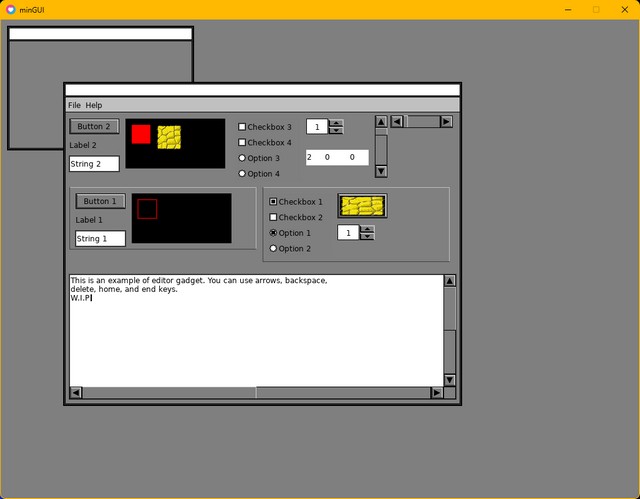 minGUI
File Help
Button 2
Label 2
String 2
Checkbox 3
Checkbox 4
Option 3
Option 4
1
2 0 0
Button 1
Label 1
String 1
Checkbox 1
Checkbox 2
Option 1
Option 2
1
This is an example of editor gadget. You can use arrows, backspace,
delete, home, and end keys.
W.I.P